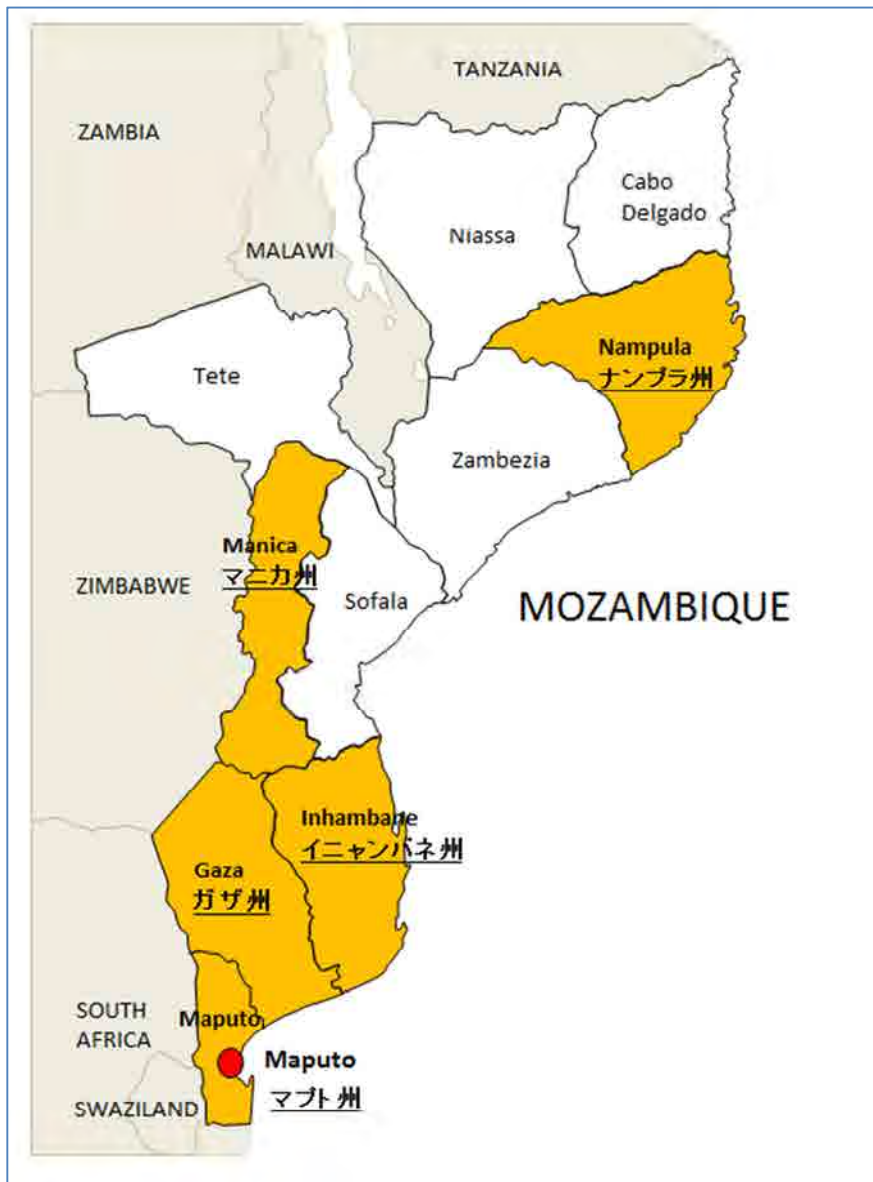 TANZANIA
ZAMBIA
Cabo
Delgado
Niassa
MALAWI
Nampula
ナンプラ州
Tete
Zambezia
Manica
マニカ州
ZIMBABWE
Sofala
MOZAMBIQUE
Inhambane
イニャンバネ州
Gaza
ガザ州
SOUTH
AFRICA
Maputo
Maputo
マプト州
SWAZILAND